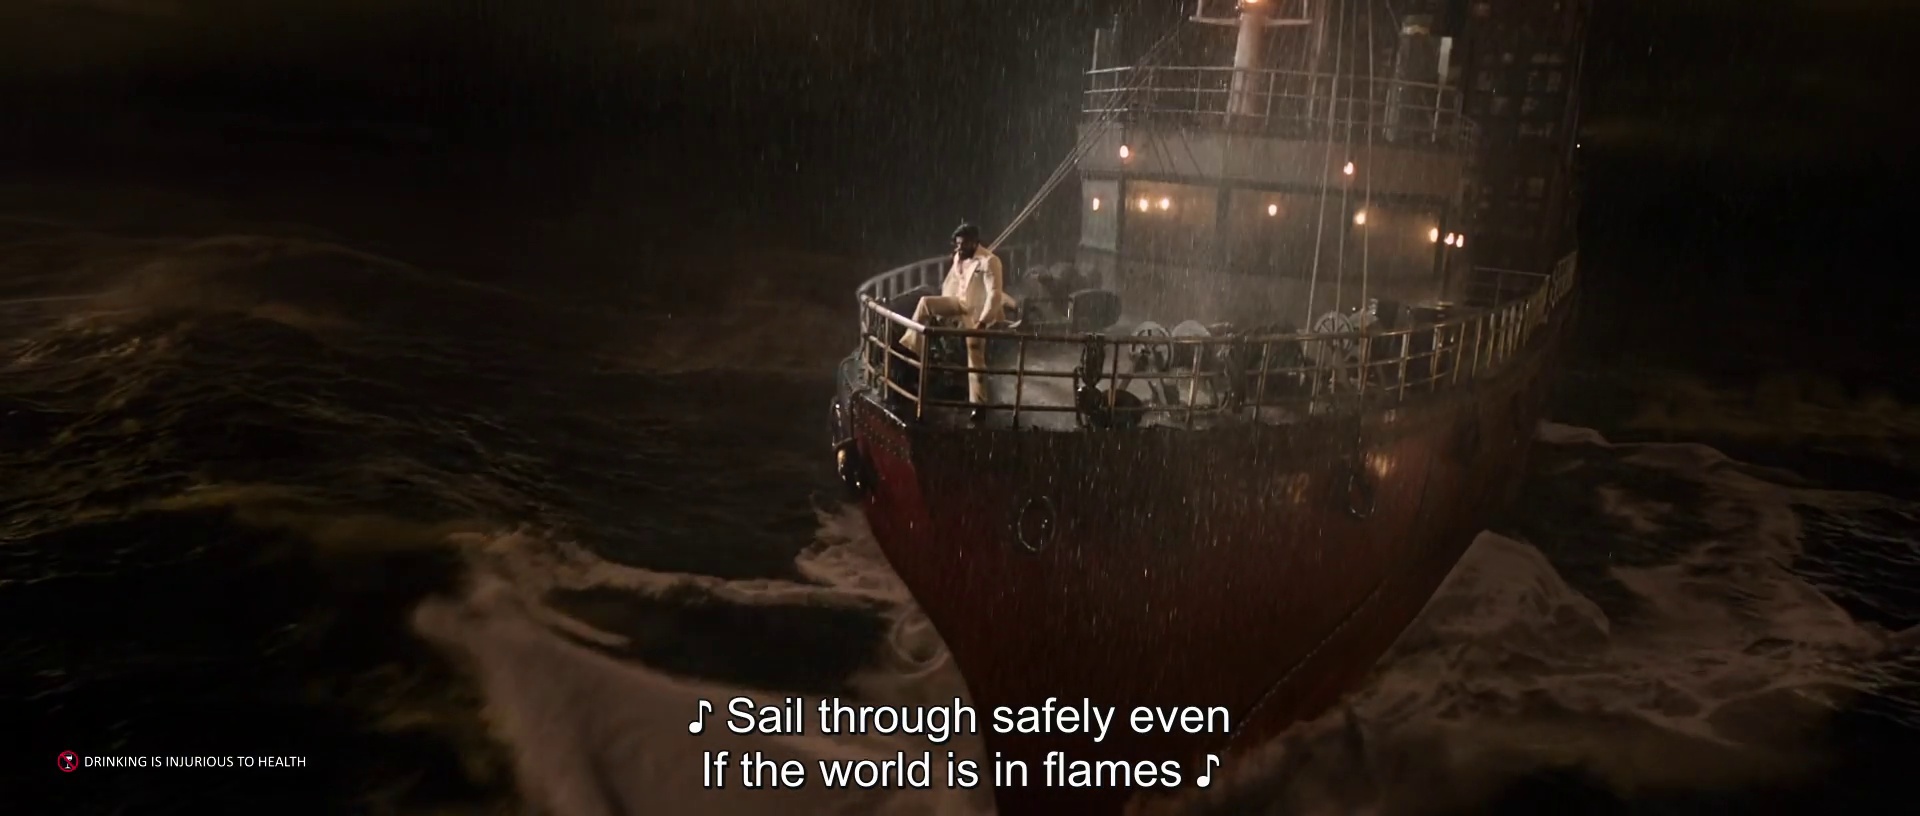 ♪ Sail through safely even
If the world is in flames ♪
DRINKING IS INJURIOUS TO HEALTH